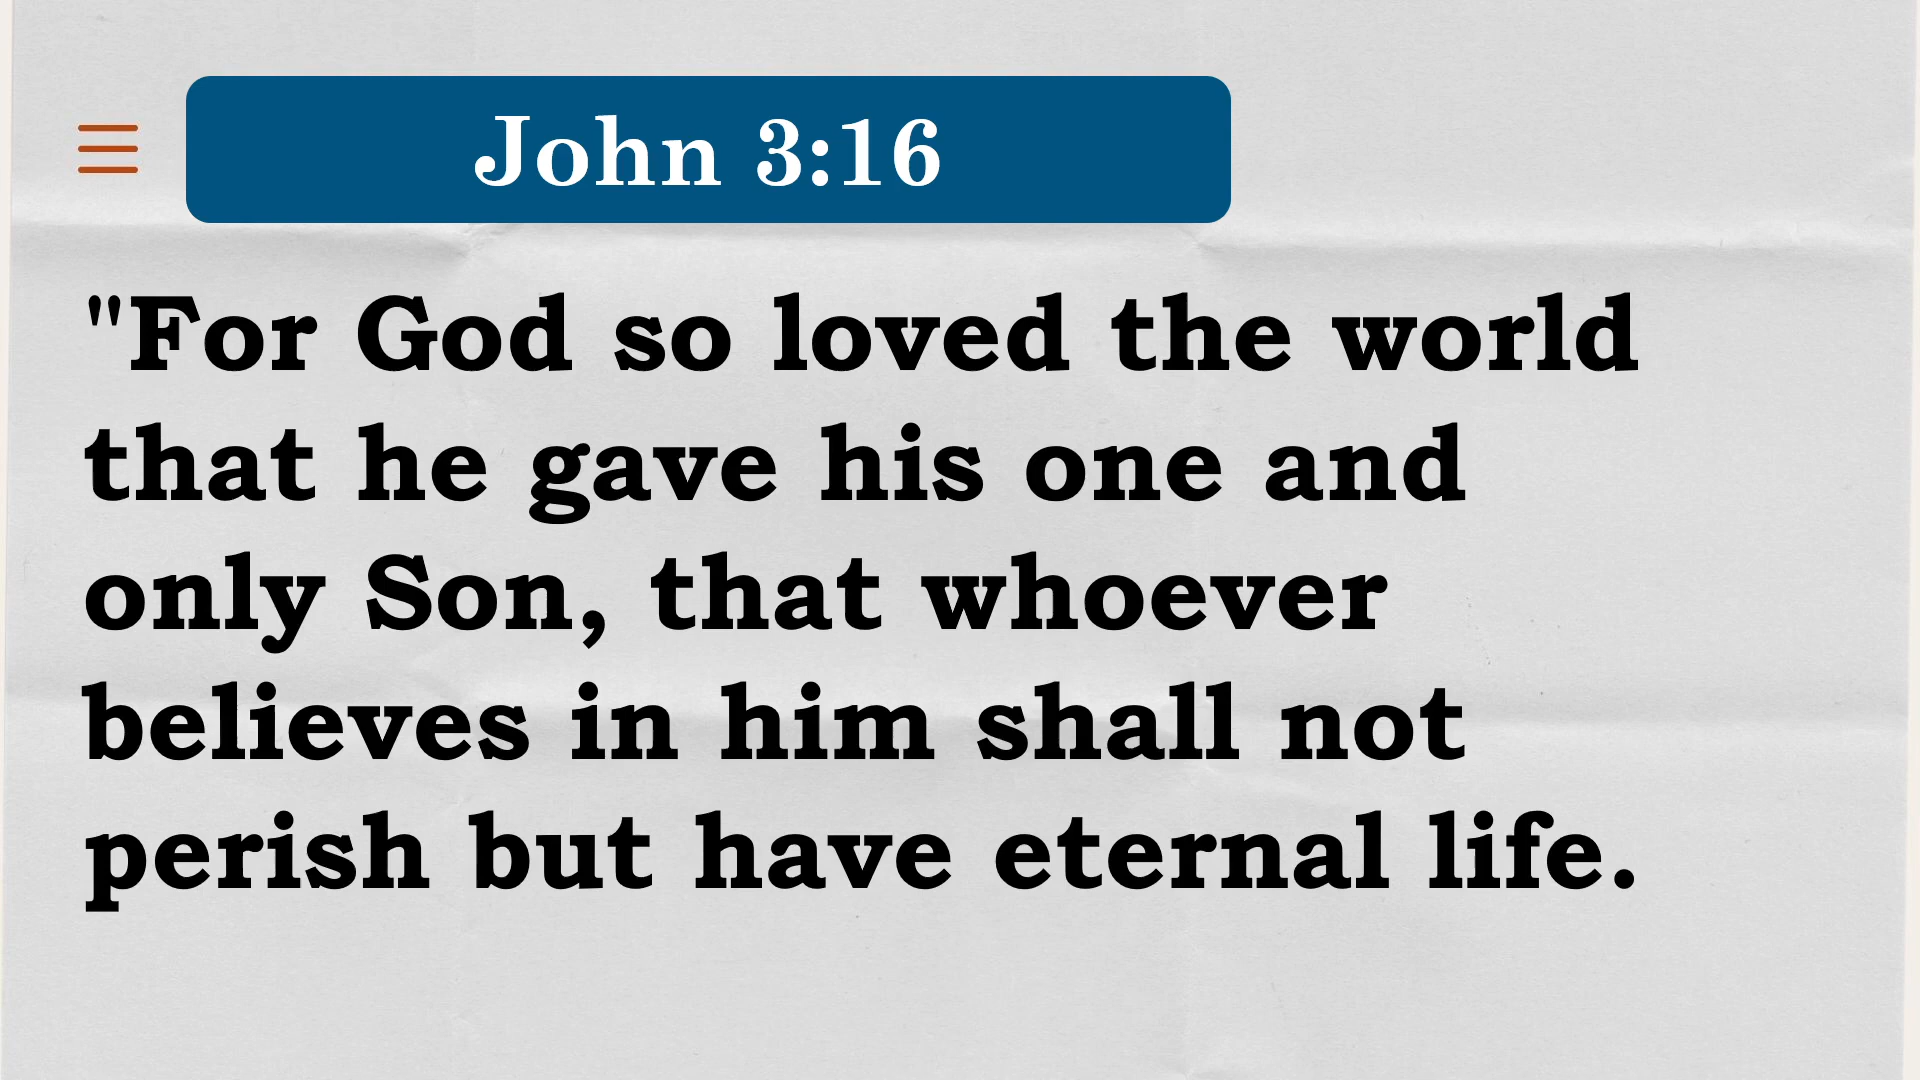 John 3:16
"For God so loved the world
that he gave his one and
only Son, that whoever
believes in him shall not
perish but have eternal life.